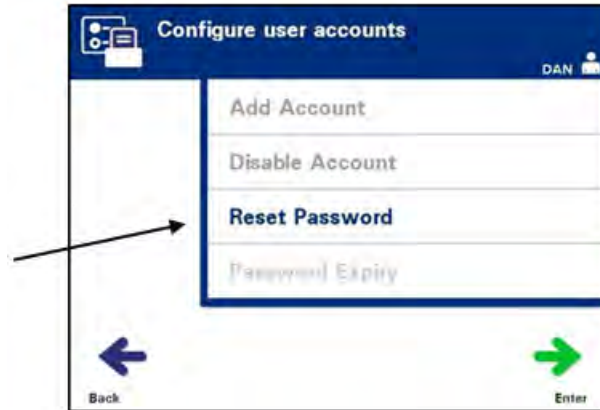 Configure user accounts
DAN
Add Account
Disable Account
Reset Password
Password Expiry
Back
Enter